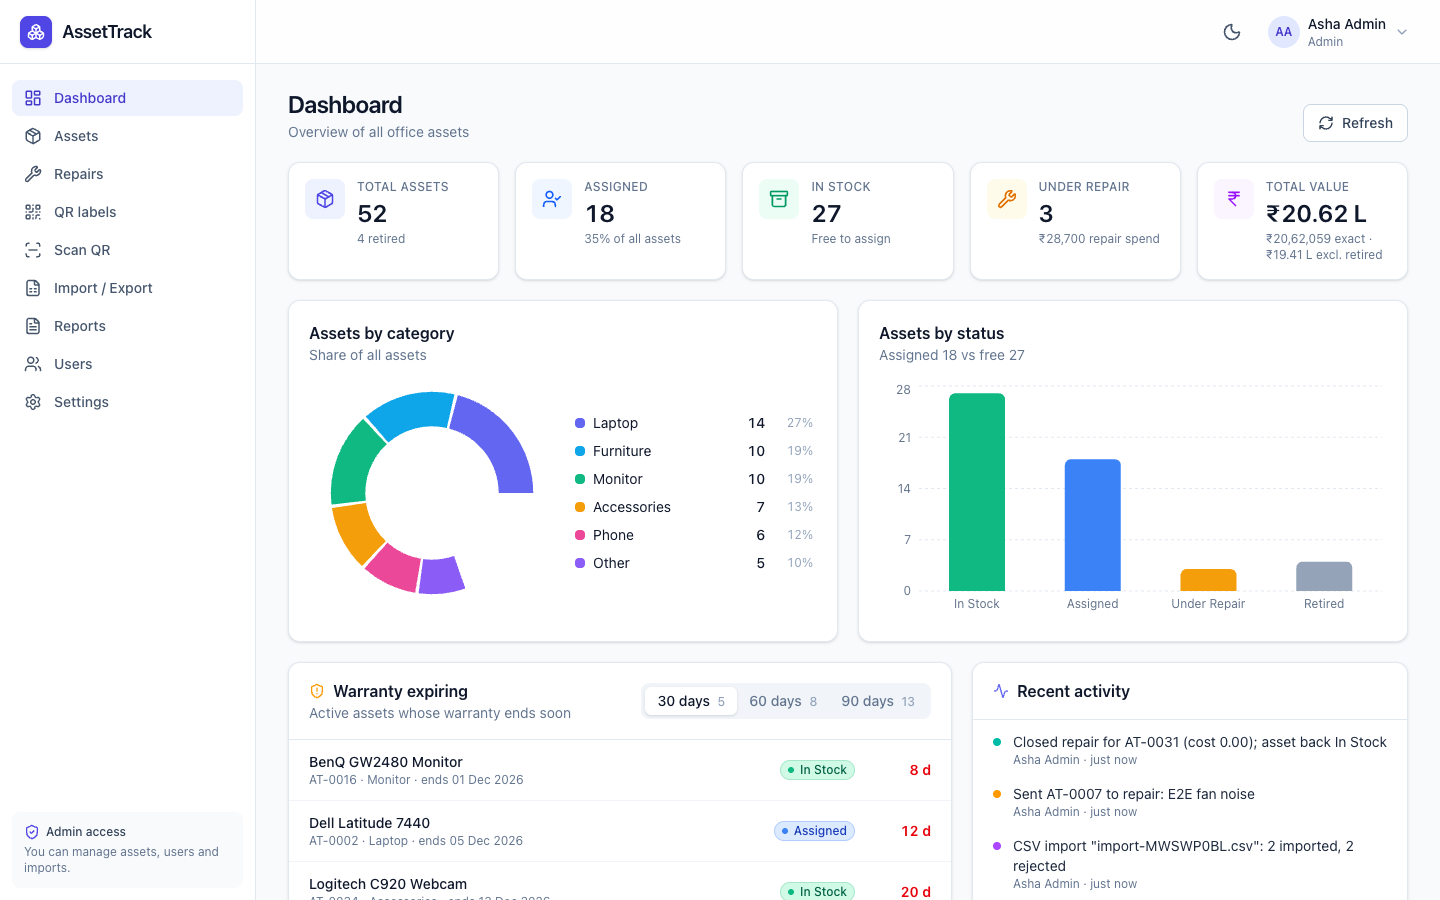 AssetTrack
AA
Asha Admin
Admin
Dashboard
Assets
Repairs
QR labels
Scan QR
Import / Export
Reports
Users
Settings
Admin access
You can manage assets, users and
imports.
Dashboard
Overview of all office assets
Refresh
TOTAL ASSETS
52
4 retired
ASSIGNED
18
35% of all assets
IN STOCK
27
Free to assign
UNDER REPAIR
3
₹28,700 repair spend
₹
TOTAL VALUE
₹20.62 L
₹20,62,059 exact ·
₹19.41 L excl. retired
Assets by category
Share of all assets
Laptop 14 27%
Furniture 10 19%
Monitor 10 19%
Accessories 7 13%
Phone 6 12%
Other 5 10%
Assets by status
Assigned 18 vs free 27
28
21
14
7
0
In Stock Assigned Under Repair Retired
Warranty expiring
Active assets whose warranty ends soon
30 days 5 60 days 8 90 days 13
BenQ GW2480 Monitor
AT-0016 · Monitor · ends 01 Dec 2026
In Stock 8 d
Dell Latitude 7440
AT-0002 · Laptop · ends 05 Dec 2026
Assigned 12 d
Logitech C920 Webcam
In Stock 20 d
Recent activity
Closed repair for AT-0031 (cost 0.00); asset back In Stock
Asha Admin · just now
Sent AT-0007 to repair: E2E fan noise
Asha Admin · just now
CSV import "import-MWSWP0BL.csv": 2 imported, 2
rejected
Asha Admin · just now